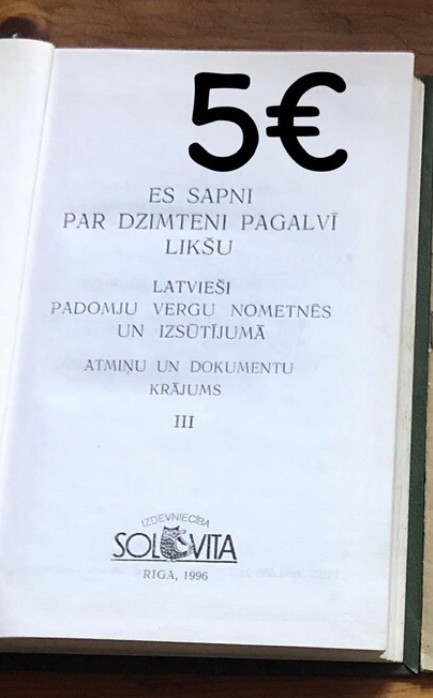 5€
ES SAPNI
PAR DZIMTENI PAGALVĪ
LIKŠU
LATVIEŠI
PADOMJU VERGU NOMETNĒS
UN IZSŪTĪJUMĀ
ATMIŅU UN DOKUMENTU
KRĀJUMS
III
IZDEVNIECĪBA
SOLVITA
RIGA, 1996